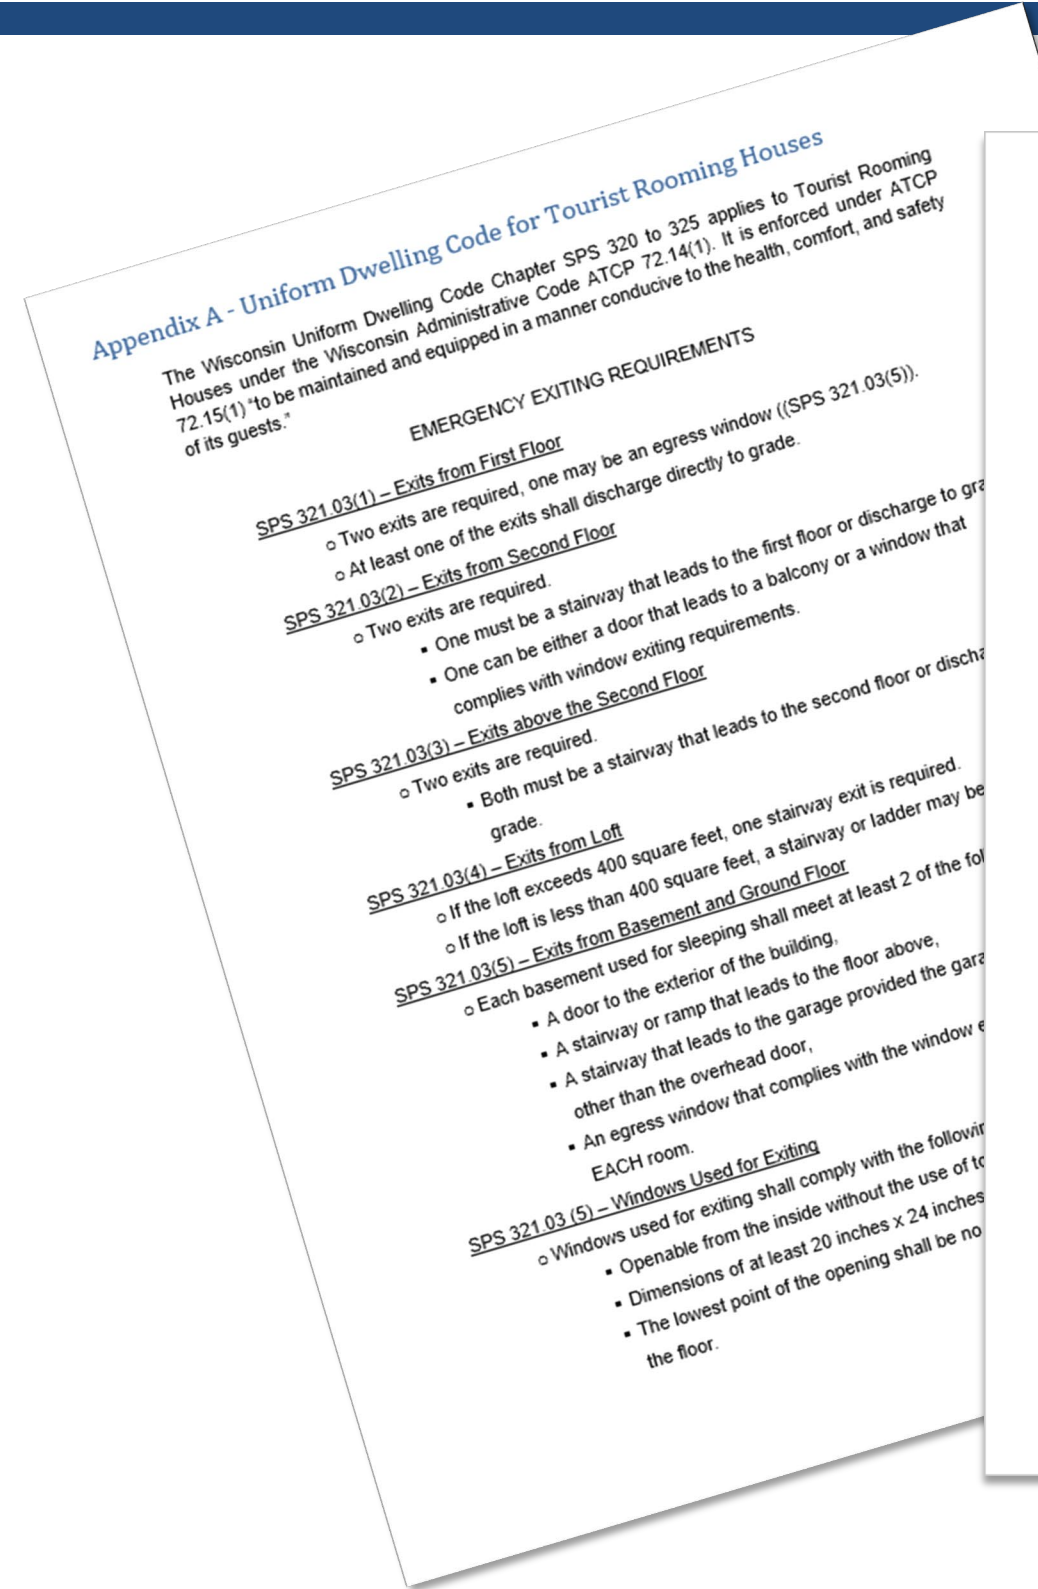 Appendix A - Uniform Dwelling Code for Tourist Rooming Houses
The Wisconsin Uniform Dwelling Code Chapter SPS 320 to 325 applies to Tourist Rooming
Houses under the Wisconsin Administrative Code ATCP 72.14(1). It is enforced under ATCP
72.15(1) “to be maintained and equipped in a manner conducive to the health, comfort, and safety
of its guests.”
EMERGENCY EXITING REQUIREMENTS
SPS 321.03(1) – Exits from First Floor
o Two exits are required, one may be an egress window ((SPS 321.03(5)).
o At least one of the exits shall discharge directly to grade.
SPS 321.03(2) – Exits from Second Floor
o Two exits are required.
▪ One must be a stairway that leads to the first floor or discharge to
▪ One can be either a door that leads to a balcony or a window that
complies with window exiting requirements.
SPS 321.03(3) – Exits above the Second Floor
o Two exits are required.
▪ Both must be a stairway that leads to the second floor or
grade.
SPS 321.03(4) – Exits from Loft
o If the loft exceeds 400 square feet, one stairway exit is required.
o If the loft is less than 400 square feet, a stairway or ladder may be
SPS 321.03(5) – Exits from Basement and Ground Floor
o Each basement used for sleeping shall meet at least 2 of the
▪ A door to the exterior of the building,
▪ A stairway or ramp that leads to the floor above,
▪ A stairway that leads to the garage provided the
other than the overhead door,
▪ An egress window that complies with the window
EACH room.
SPS 321.03 (5) – Windows Used for Exiting
o Windows used for exiting shall comply with the
▪ Openable from the inside without the use of
▪ Dimensions of at least 20 inches x 24 inches
▪ The lowest point of the opening shall be no
the floor.